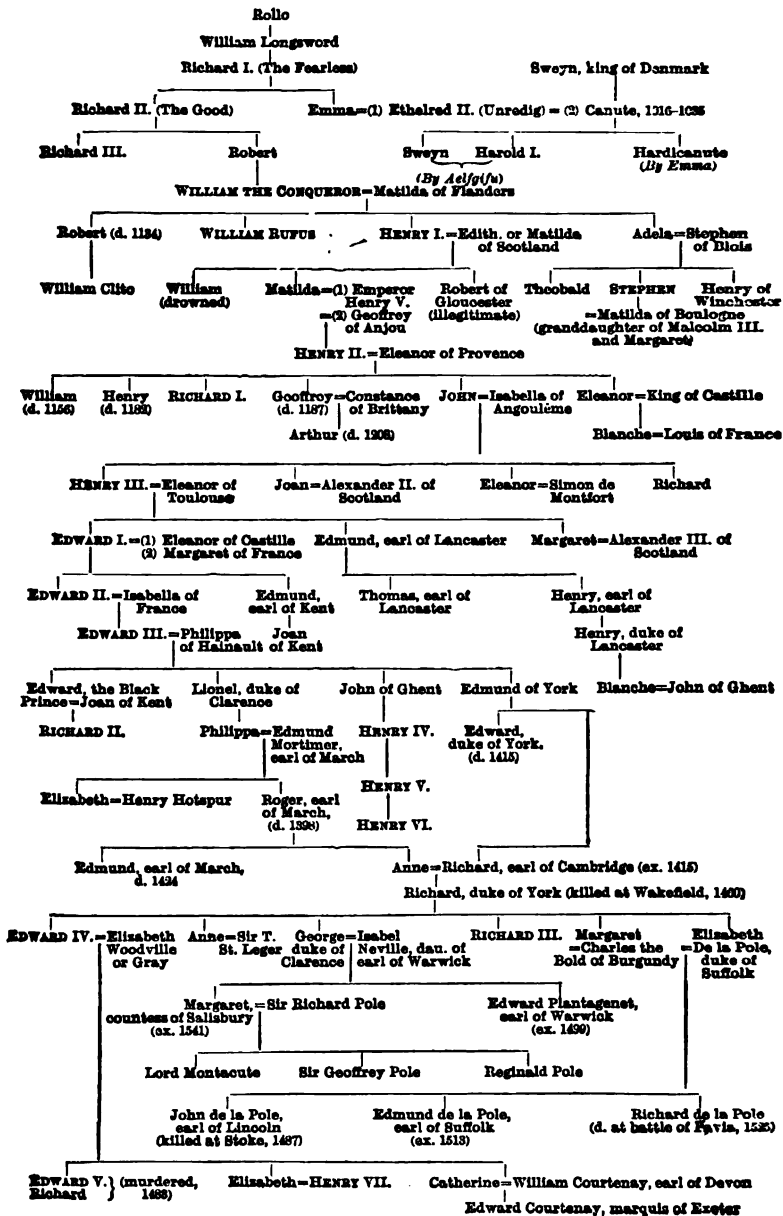 Rollo
William Longsword
Richard I. (The Fearless) Sweyn, king of Denmark
Richard II. (The Good) Emma=(1) Ethelred II. (Unredig) = (2) Canute, 1016-1035
Richard III. Robert Sweyn Harold I. Hardicanute
(By Aelfgifu) (By Emma)
WILLIAM THE CONQUEROR=Matilda of Flanders
Robert (d. 1134) WILLIAM RUFUS HENRY I.=Edith. or Matilda Adela=Stephen
of Scotland of Blois
William Clito William Matilda=(1) Emperor Robert of Theobald STEPHEN Henry of
(drowned) Henry V. Gloucester Winchester
=(2) Geoffrey (illegitimate) =Matilda of Boulogne
of Anjou (granddaughter of Malcolm III.
and Margaret)
HENRY II.=Eleanor of Provence
William Henry RICHARD I. Geoffroy=Constance JOHN=Isabella of Eleanor=King of Castille
(d. 1156) (d. 1182) (d. 1187) of Brittany Angoulême
Arthur (d. 1203) Blanche=Louis of France
HENRY III.=Eleanor of Joan=Alexander II. of Eleanor=Simon de Richard
Toulouse Scotland Montfort
EDWARD I.=(1) Eleanor of Castille Edmund, earl of Lancaster Margaret=Alexander III. of
(2) Margaret of France Scotland
EDWARD II.=Isabella of Edmund, Thomas, earl of Henry, earl of
France earl of Kent Lancaster Lancaster
EDWARD III.=Philippa Joan Henry, duke of
of Hainault of Kent Lancaster
Edward, the Black Lionel, duke of John of Ghent Edmund of York Blanche=John of Ghent
Prince=Joan of Kent Clarence
RICHARD II. Philippa=Edmund HENRY IV. Edward,
Mortimer, duke of York,
earl of March (d. 1415)
Elizabeth=Henry Hotspur Roger, earl HENRY V.
of March,
(d. 1398) HENRY VI.
Edmund, earl of March, Anne=Richard, earl of Cambridge (ex. 1415)
d. 1424
Richard, duke of York (killed at Wakefield, 1460)
EDWARD IV.=Elizabeth Anne=Sir T. George=Isabel RICHARD III. Margaret Elizabeth
Woodville St. Leger duke of Neville, dau. of =Charles the =De la Pole,
or Gray Clarence earl of Warwick Bold of Burgundy duke of
Suffolk
Margaret,=Sir Richard Pole Edward Plantagenet,
countess of Salisbury earl of Warwick
(ex. 1541) (ex. 1499)
Lord Montacute Sir Geoffrey Pole Reginald Pole
John de la Pole, Edmund de la Pole, Richard de la Pole
earl of Lincoln earl of Suffolk (d. at battle of Pavia, 1525)
(killed at Stoke, 1487) (ex. 1513)
EDWARD V. } (murdered, Elizabeth=HENRY VII. Catherine=William Courtenay, earl of Devon
Richard 1483)
Edward Courtenay, marquis of Exeter